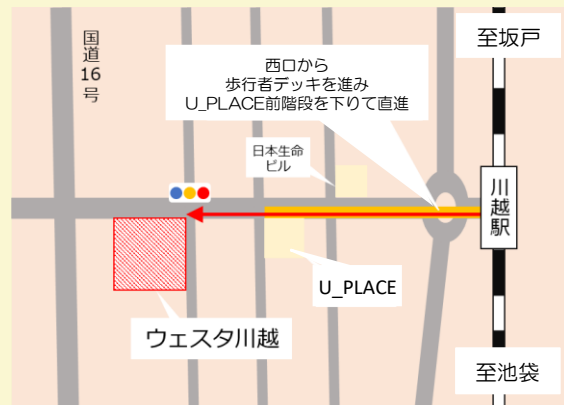 国道16号
西口から
歩行者デッキを進み
U_PLACE前階段を下りて直進
至坂戸
日本生命
ビル
川越駅
U_PLACE
ウェスタ川越
至池袋